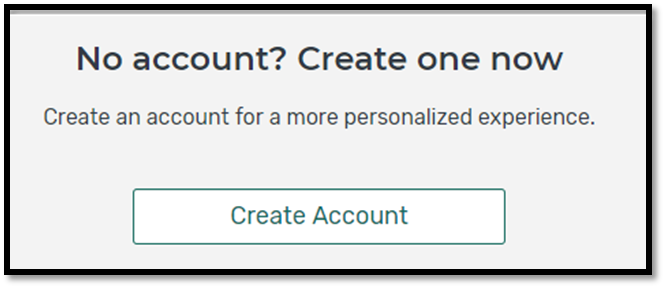 No account? Create one now
Create an account for a more personalized experience.
Create Account